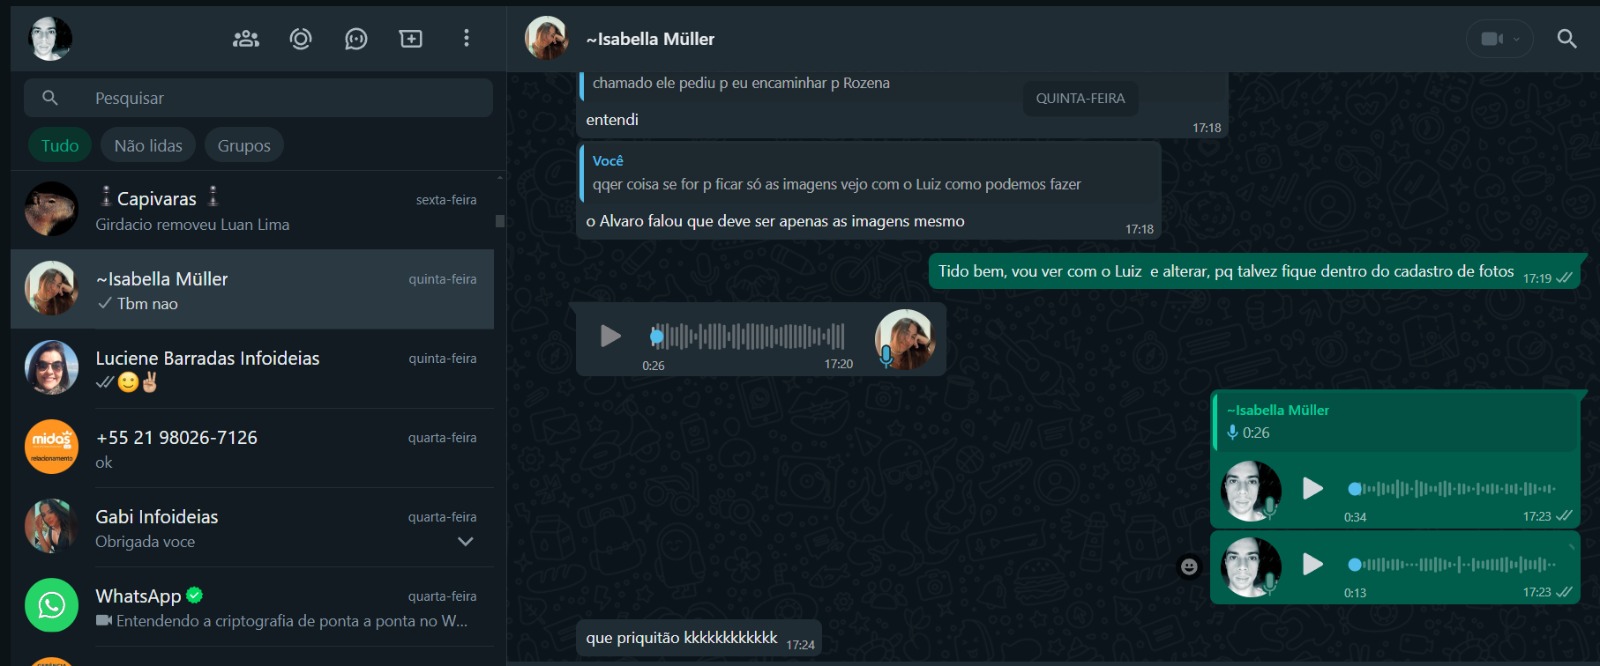 Pesquisar
Tudo
Não lidas
Grupos
Capivaras
sexta-feira
Girdacio removeu Luan Lima
~Isabella Müller
quinta-feira
Tbm nao
Luciene Barradas Infoideias
quinta-feira
midas
relacionamento
+55 21 98026-7126
quarta-feira
ok
Gabi Infoideias
quarta-feira
Obrigada voce
WhatsApp
quarta-feira
Entendendo a criptografia de ponta a ponta no W...
~Isabella Müller
chamado ele pediu p eu encaminhar p Rozena
QUINTA-FEIRA
entendi
17:18
Você
qqer coisa se for p ficar só as imagens vejo com o Luiz como podemos fazer
o Alvaro falou que deve ser apenas as imagens mesmo
17:18
Tido bem, vou ver com o Luiz e alterar, pq talvez fique dentro do cadastro de fotos 17:19
0:26
17:20
~Isabella Müller
0:26
0:34
17:23
0:13
17:23
que priquitão kkkkkkkkkkkk 17:24